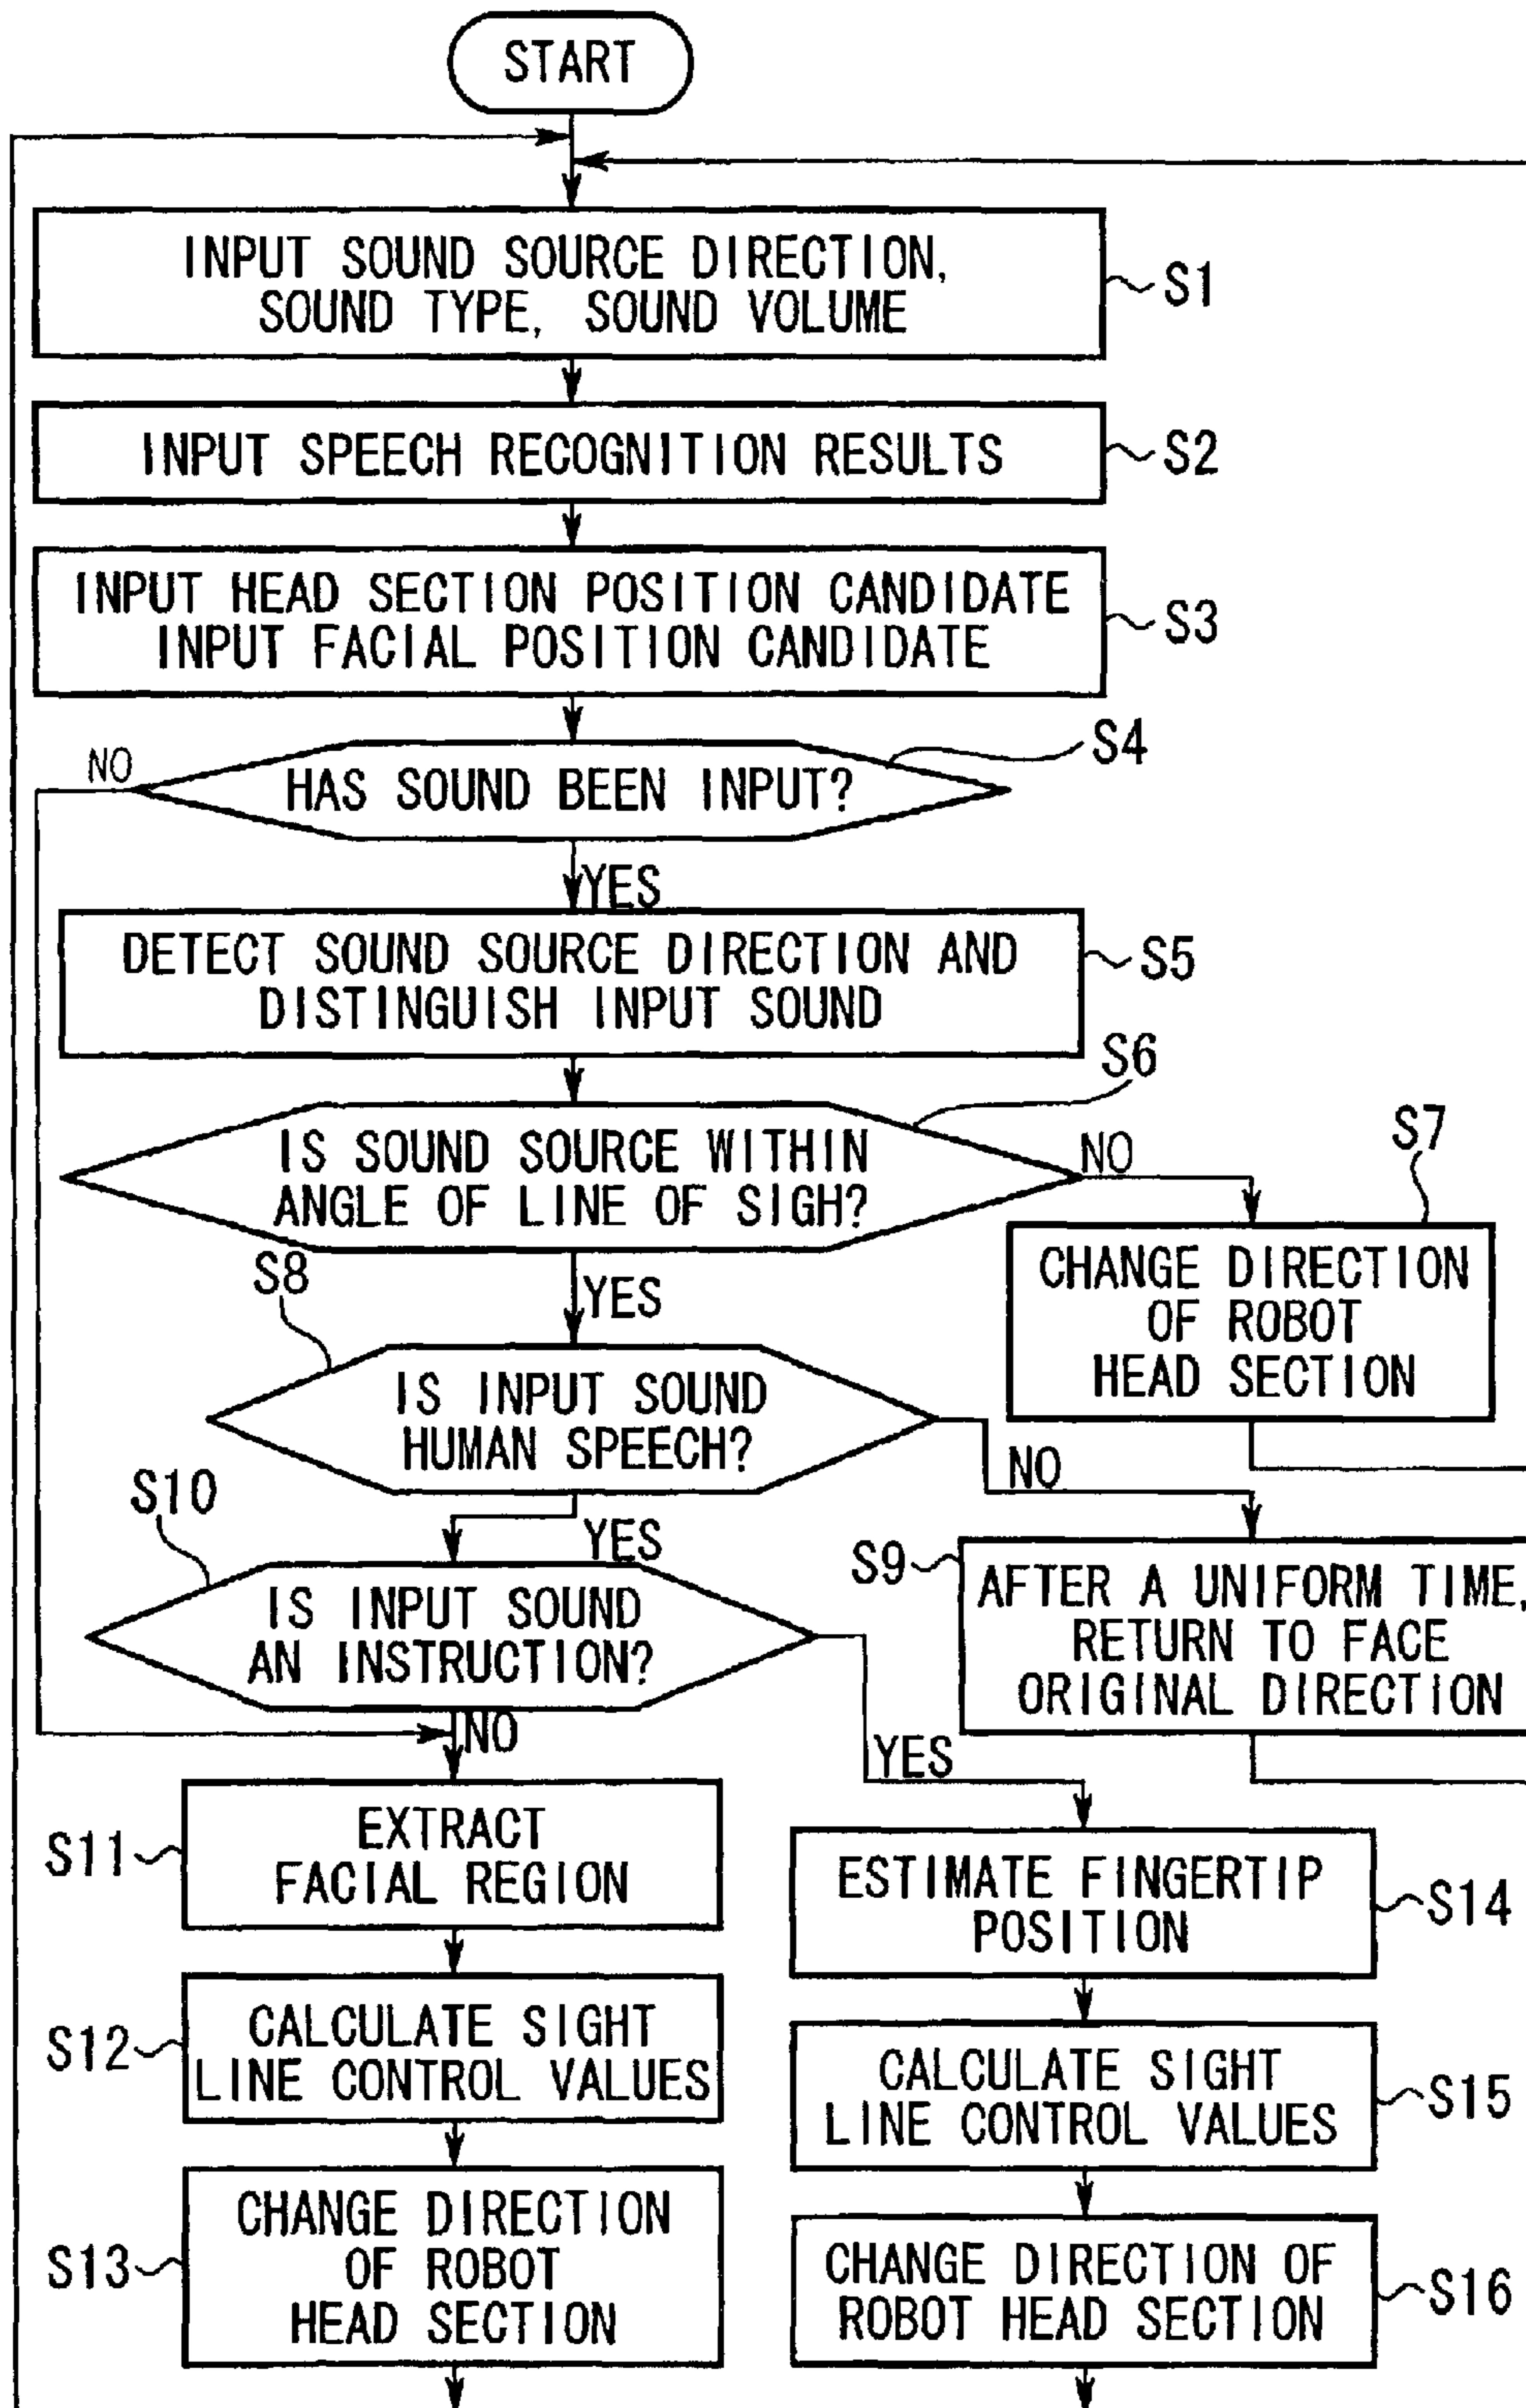 START
INPUT SOUND SOURCE DIRECTION,
SOUND TYPE, SOUND VOLUME
S1
INPUT SPEECH RECOGNITION RESULTS
S2
INPUT HEAD SECTION POSITION CANDIDATE
INPUT FACIAL POSITION CANDIDATE
S3
S4
NO
HAS SOUND BEEN INPUT?
YES
DETECT SOUND SOURCE DIRECTION AND
DISTINGUISH INPUT SOUND
S5
S6
IS SOUND SOURCE WITHIN
ANGLE OF LINE OF SIGH?
NO
S7
CHANGE DIRECTION
OF ROBOT
HEAD SECTION
S8
YES
IS INPUT SOUND
HUMAN SPEECH?
NO
S10
YES
IS INPUT SOUND
AN INSTRUCTION?
S9
AFTER A UNIFORM TIME,
RETURN TO FACE
ORIGINAL DIRECTION
NO
YES
EXTRACT
FACIAL REGION
S11
ESTIMATE FINGERTIP
POSITION
S14
CALCULATE SIGHT
LINE CONTROL VALUES
S12
CALCULATE SIGHT
LINE CONTROL VALUES
S15
CHANGE DIRECTION
OF ROBOT
HEAD SECTION
S13
CHANGE DIRECTION OF
ROBOT HEAD SECTION
S16